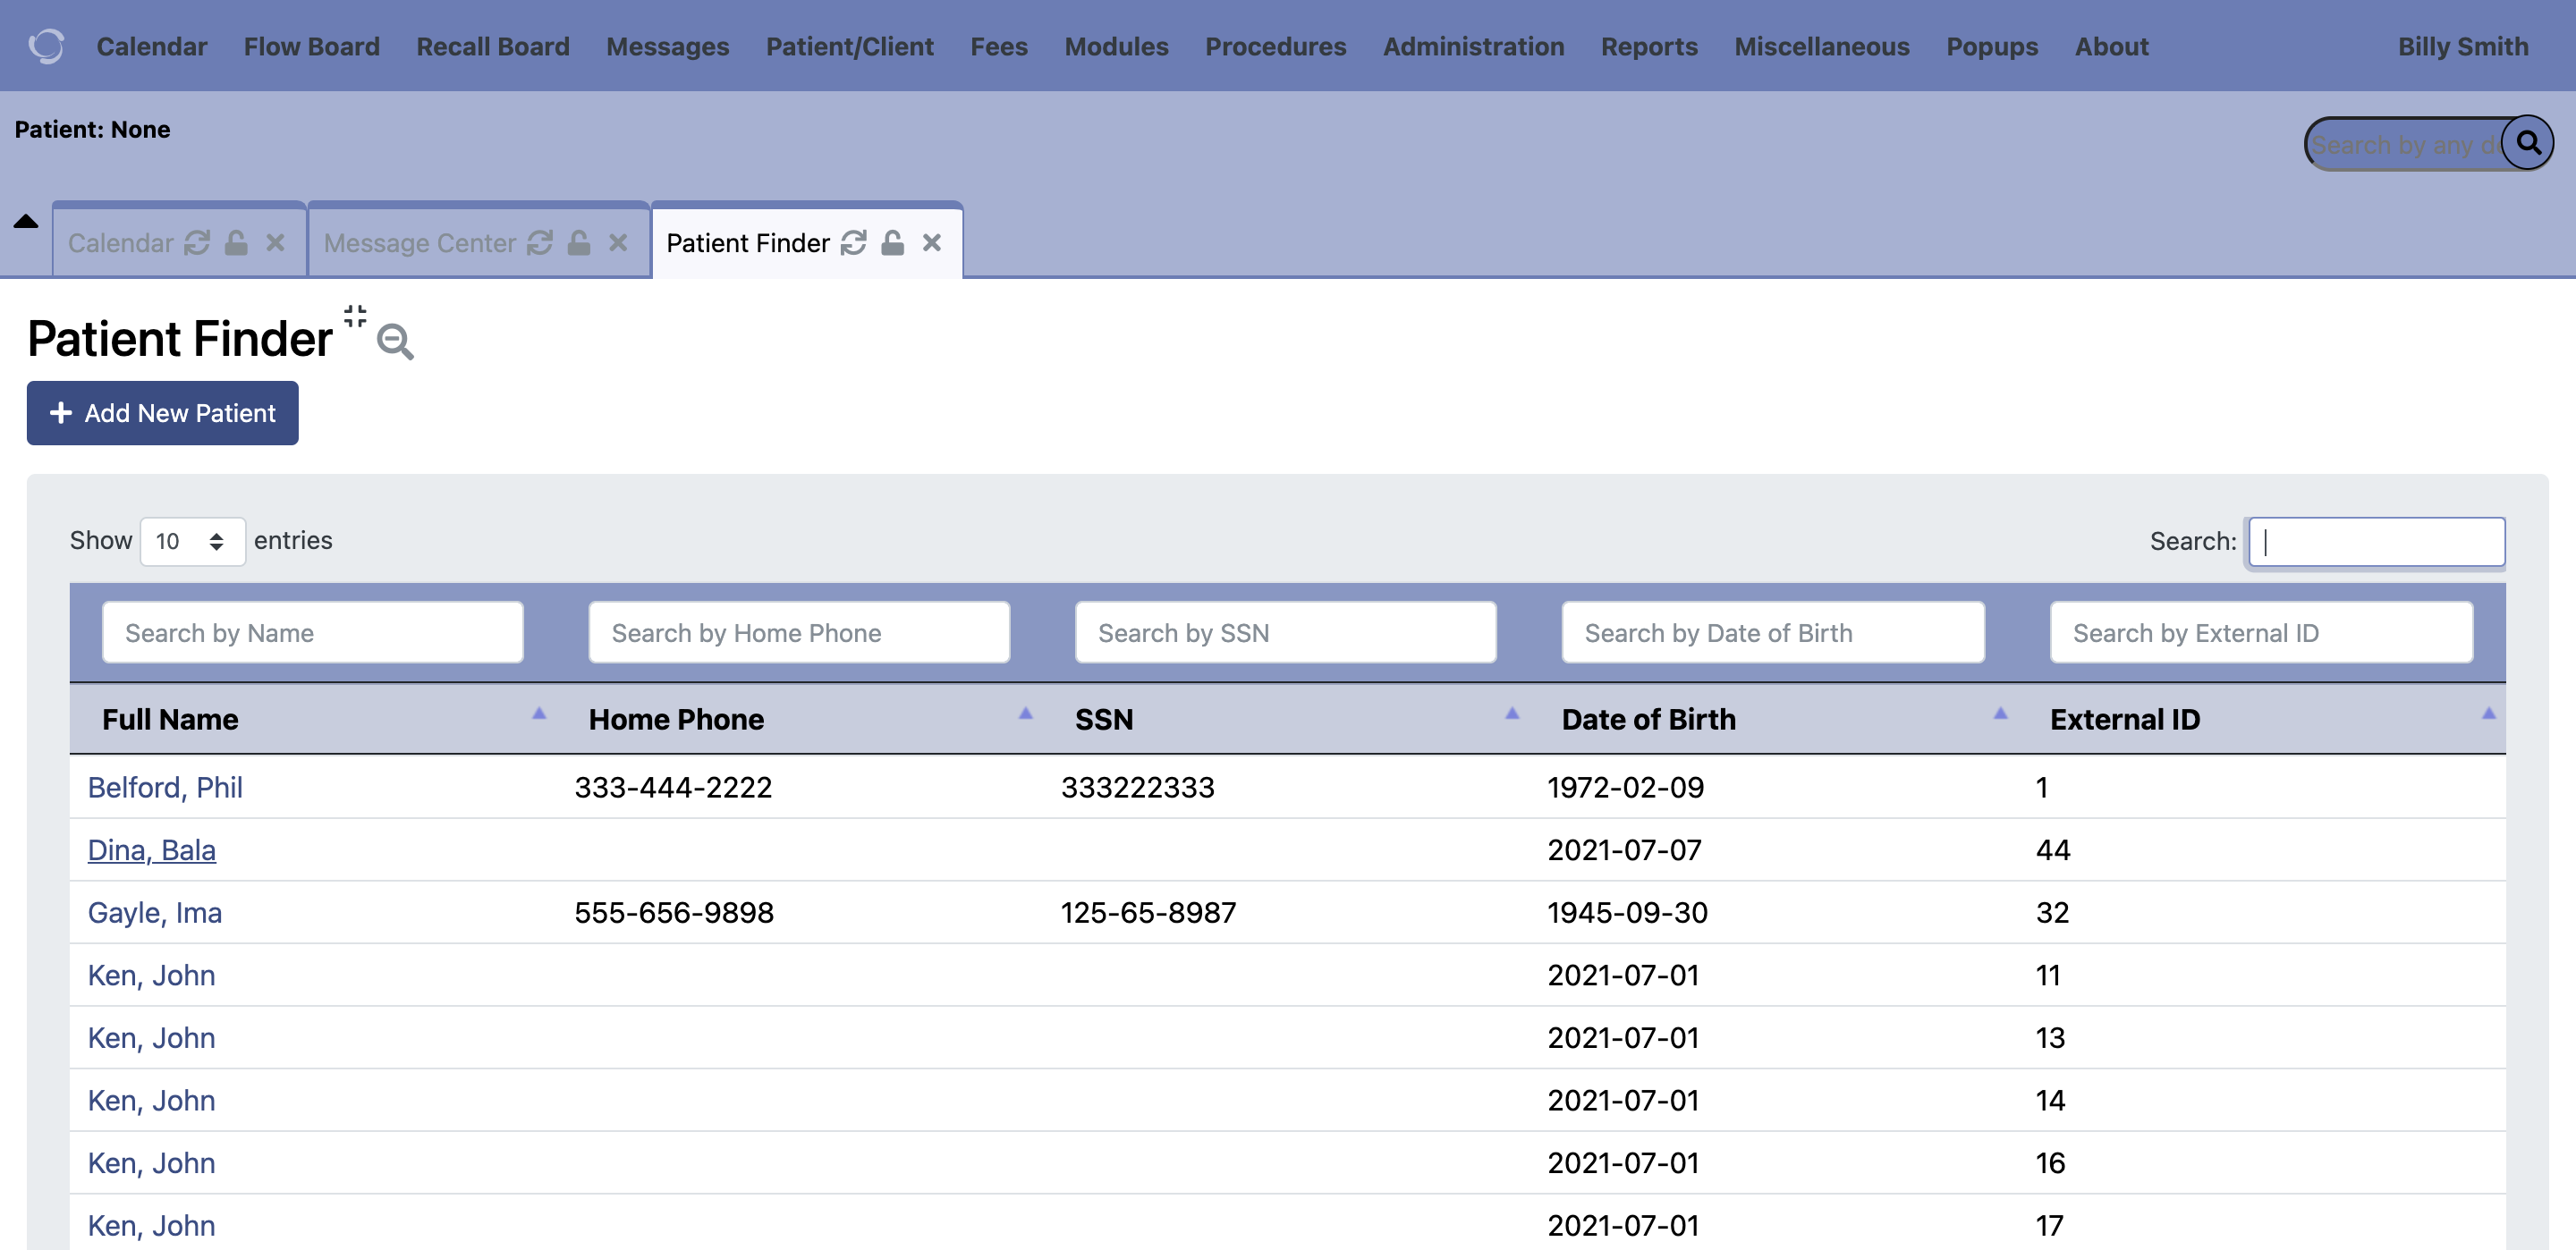 Calendar Flow Board Recall Board Messages Patient/Client Fees Modules Procedures Administration Reports Miscellaneous Popups About Billy Smith
Patient: None
Search by any d
Calendar Message Center Patient Finder
Patient Finder
Add New Patient
Show 10 entries Search:
Search by Name Search by Home Phone Search by SSN Search by Date of Birth Search by External ID
Full Name Home Phone SSN Date of Birth External ID
Belford, Phil 333-444-2222 333222333 1972-02-09 1
Dina, Bala 2021-07-07 44
Gayle, Ima 555-656-9898 125-65-8987 1945-09-30 32
Ken, John 2021-07-01 11
Ken, John 2021-07-01 13
Ken, John 2021-07-01 14
Ken, John 2021-07-01 16
Ken, John 2021-07-01 17